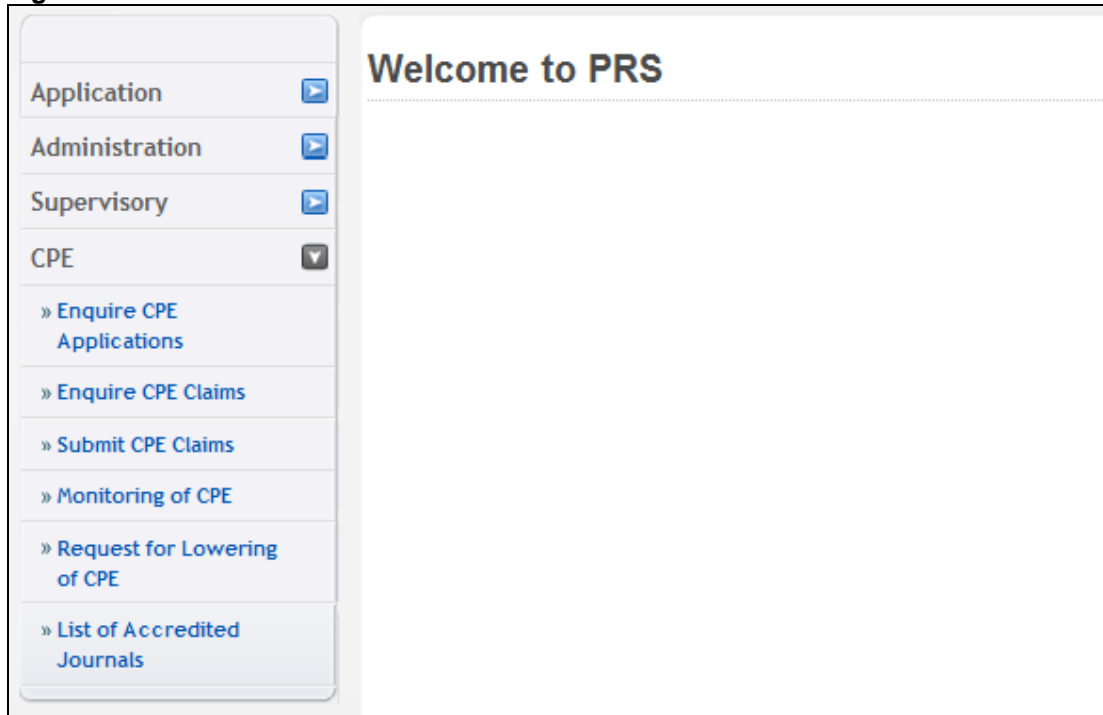 Application
Administration
Supervisory
CPE
» Enquire CPE
Applications
» Enquire CPE Claims
» Submit CPE Claims
» Monitoring of CPE
» Request for Lowering
of CPE
» List of Accredited
Journals
Welcome to PRS